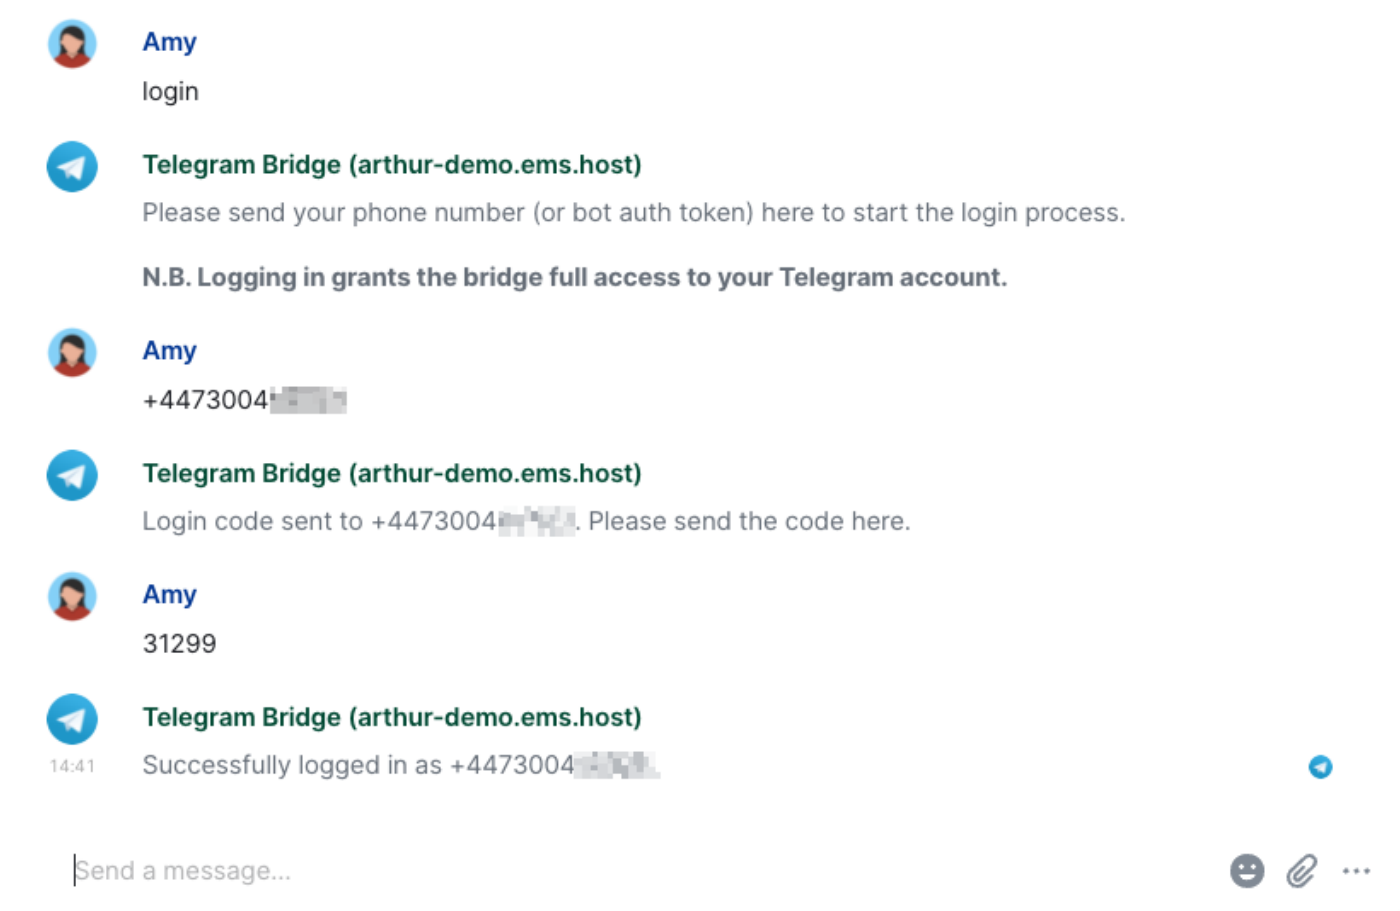 Amy
login
Telegram Bridge (arthur-demo.ems.host)
Please send your phone number (or bot auth token) here to start the login process.
N.B. Logging in grants the bridge full access to your Telegram account.
Amy
+4473004
Telegram Bridge (arthur-demo.ems.host)
Login code sent to +4473004. Please send the code here.
Amy
31299
Telegram Bridge (arthur-demo.ems.host)
14:41 Successfully logged in as +4473004
Send a message...